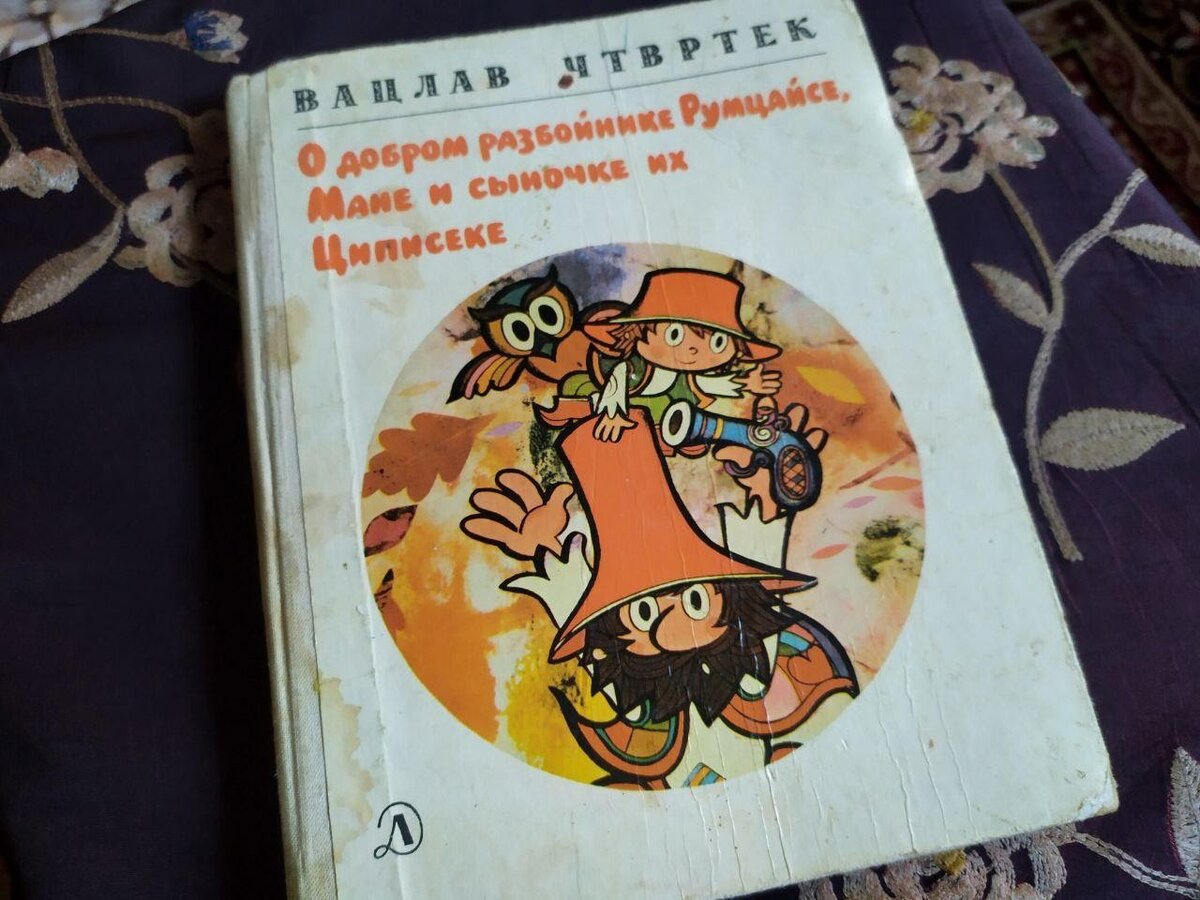 ВАЦЛАВ ЧТВРТЕК
О добром разбойнике Румцайсе,
Мане и сыночке их
Циписеке
Д